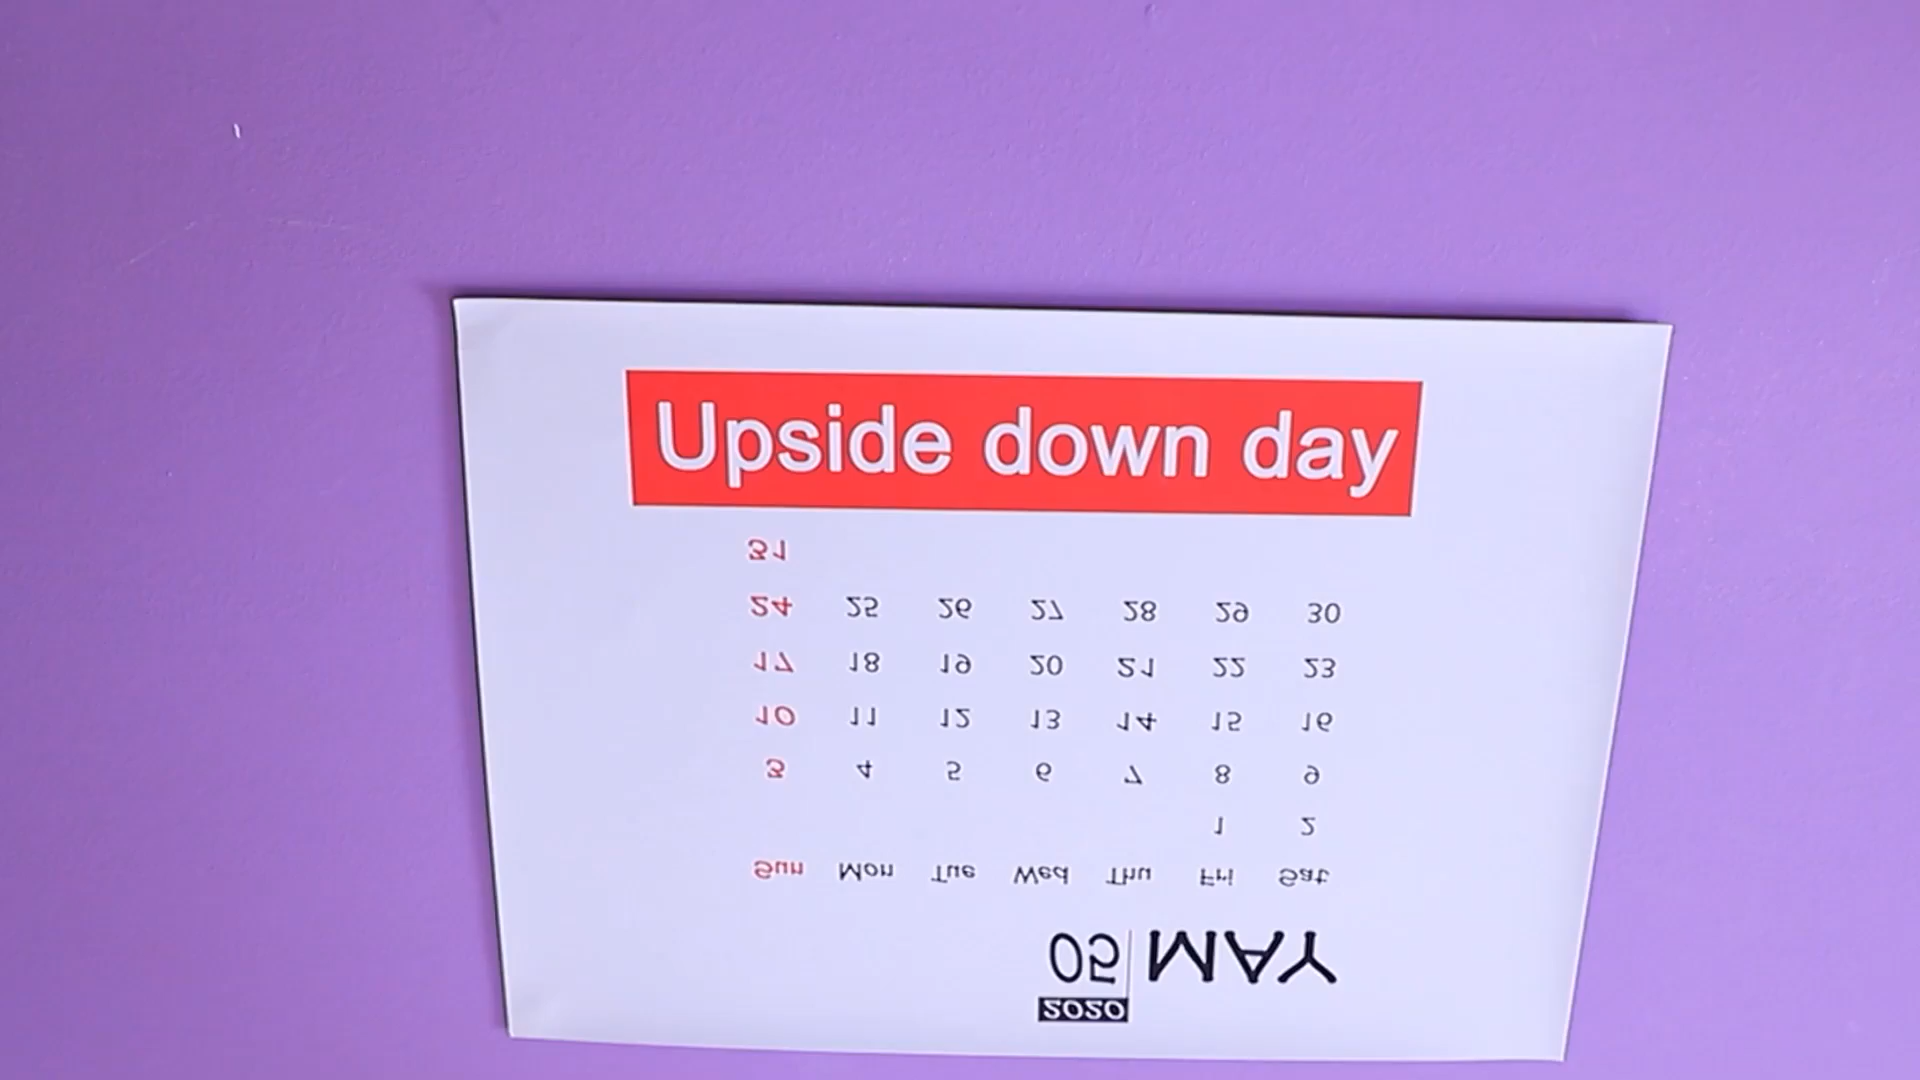 Upside down day
2020
05 MAY
Sun Mon Tue Wed Thu Fri Sat
1 2
3 4 5 6 7 8 9
10 11 12 13 14 15 16
17 18 19 20 21 22 23
24 25 26 27 28 29 30
31